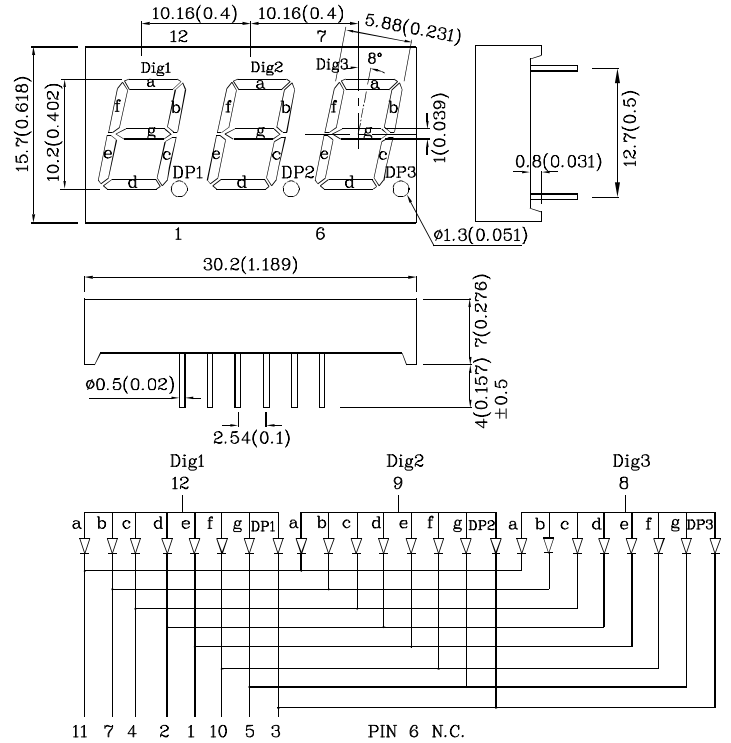 10.16(0.4) 10.16(0.4) 5.88(0.231)
12 7
Dig1 Dig2 Dig3 8°
a a a
f b f b f b
g g g
e c e c e c
d d d
DP1 DP2 DP3
15.7(0.618)
10.2(0.402)
1(0.039)
ø1.3(0.051)
1 6
0.8(0.031)
12.7(0.5)
30.2(1.189)
7(0.276)
ø0.5(0.02)
4(0.157)
±0.5
2.54(0.1)
Dig1 Dig2 Dig3
12 9 8
a b c d e f g DP1 a b c d e f g DP2 a b c d e f g DP3
11 7 4 2 1 10 5 3 PIN 6 N.C.